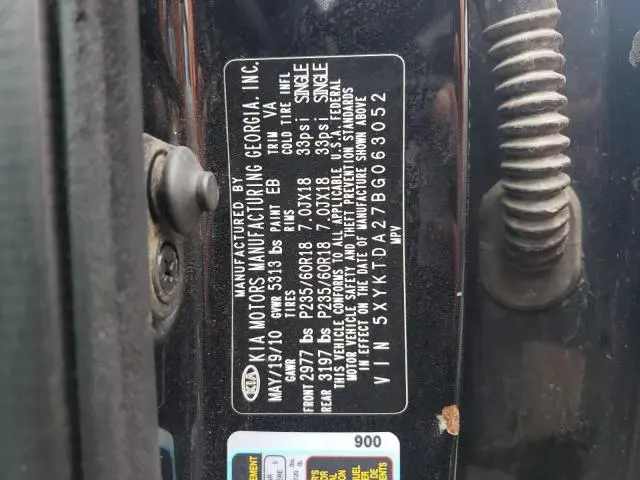 MANUFACTURED BY
KIA KIA MOTORS MANUFACTURING GEORGIA. INC.
MAY/19/10 GVWR 5313 lbs PAINT EB TRIM VA
GAWR TIRES RIMS COLD TIRE INFL
FRONT 2977 lbs P235/60R18 7.0JX18 33psi SINGLE
REAR 3197 lbs P235/60R18 7.0JX18 33psi SINGLE
THIS VEHICLE CONFORMS TO ALL APPLICABLE U.S.A. FEDERAL
MOTOR VEHICLE SAFETY AND THEFT PREVENTION STANDARDS
IN EFFECT ON THE DATE OF MANUFACTURE SHOWN ABOVE
VIN 5XYKTDA27BG063052
MPV
900